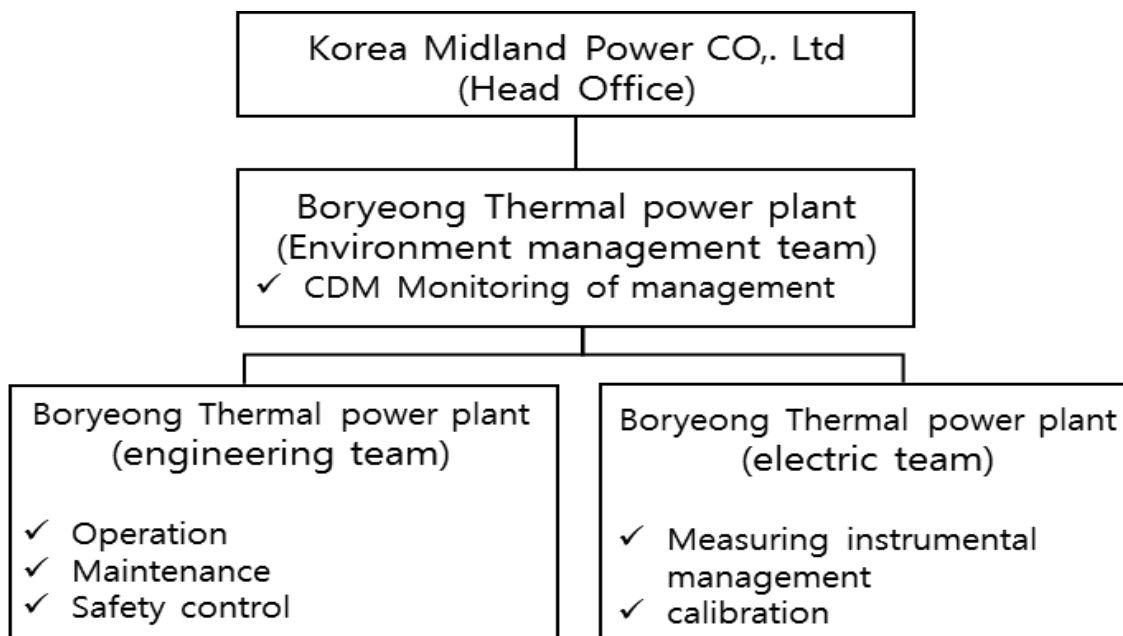 Korea Midland Power CO,. Ltd
(Head Office)
Boryeong Thermal power plant
(Environment management team)
✓ CDM Monitoring of management
Boryeong Thermal power plant
(engineering team)
✓ Operation
✓ Maintenance
✓ Safety control
Boryeong Thermal power plant
(electric team)
✓ Measuring instrumental
management
✓ calibration